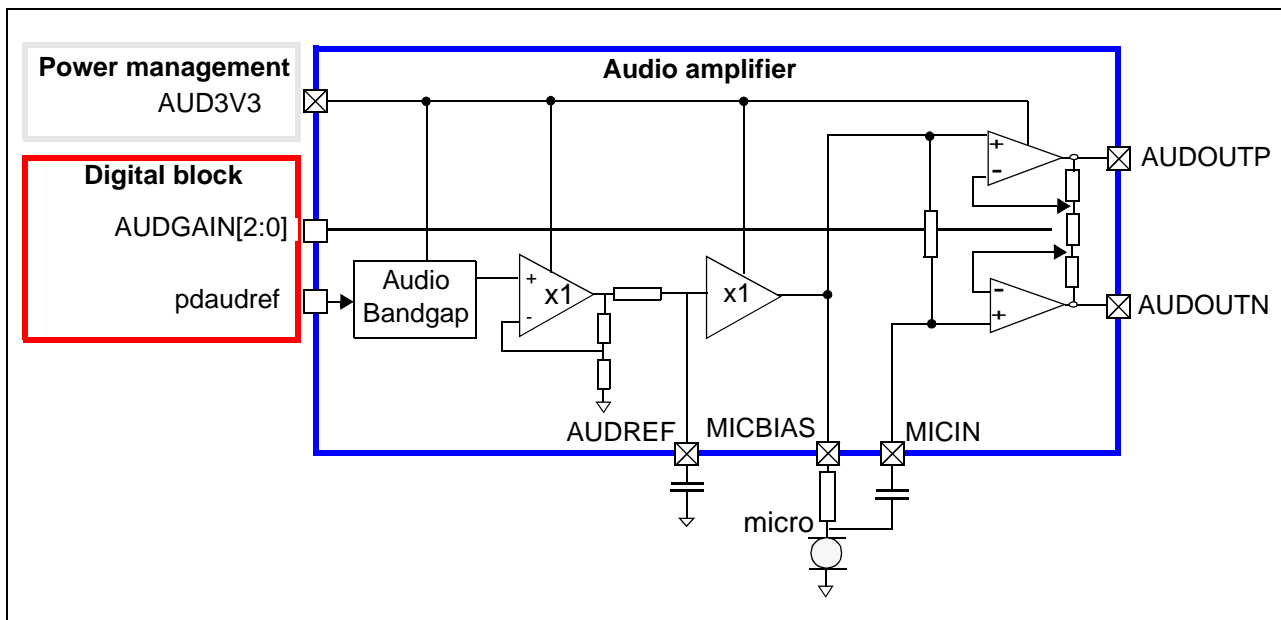 Power management
AUD3V3
Audio amplifier
Digital block
AUDGAIN[2:0]
pdaudref
Audio
Bandgap
+
-
x1
x1
+
-
-
+
AUDOUTP
AUDOUTN
AUDREF
MICBIAS
MICIN
micro